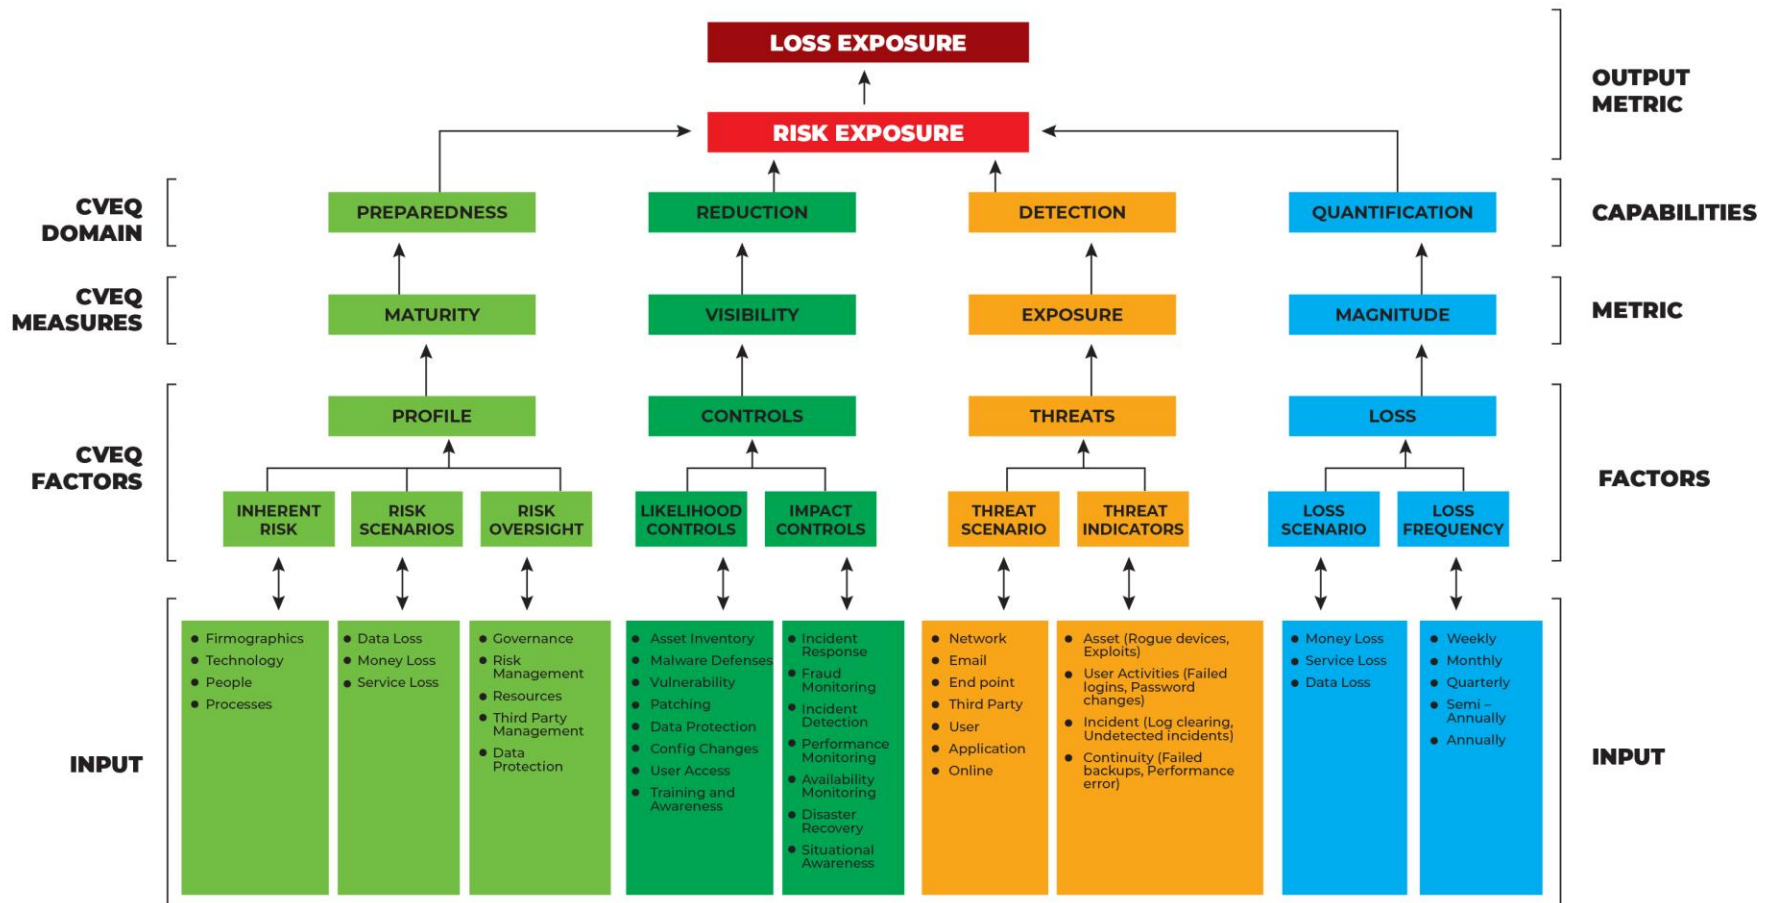 LOSS EXPOSURE
RISK EXPOSURE
OUTPUT
METRIC
CVEQ
DOMAIN
PREPAREDNESS
REDUCTION
DETECTION
QUANTIFICATION
CAPABILITIES
CVEQ
MEASURES
MATURITY
VISIBILITY
EXPOSURE
MAGNITUDE
METRIC
CVEQ
FACTORS
PROFILE
CONTROLS
THREATS
LOSS
FACTORS
INHERENT
RISK
RISK
SCENARIOS
RISK
OVERSIGHT
LIKELIHOOD
CONTROLS
IMPACT
CONTROLS
THREAT
SCENARIO
THREAT
INDICATORS
LOSS
SCENARIO
LOSS
FREQUENCY
INPUT
• Firmographics
• Technology
• People
• Processes
• Data Loss
• Money Loss
• Service Loss
• Governance
• Risk
Management
• Resources
• Third Party
Management
• Data
Protection
• Asset Inventory
• Malware Defenses
• Vulnerability
• Patching
• Data Protection
• Config Changes
• User Access
• Training and
Awareness
• Incident
Response
• Fraud
Monitoring
• Incident
Detection
• Performance
Monitoring
• Availability
Monitoring
• Disaster
Recovery
• Situational
Awareness
• Network
• Email
• End point
• Third Party
• User
• Application
• Online
• Asset (Rogue devices,
Exploits)
• User Activities (Failed
logins, Password
changes)
• Incident (Log clearing,
Undetected incidents)
• Continuity (Failed
backups, Performance
error)
• Money Loss
• Service Loss
• Data Loss
• Weekly
• Monthly
• Quarterly
• Semi –
Annually
• Annually
INPUT